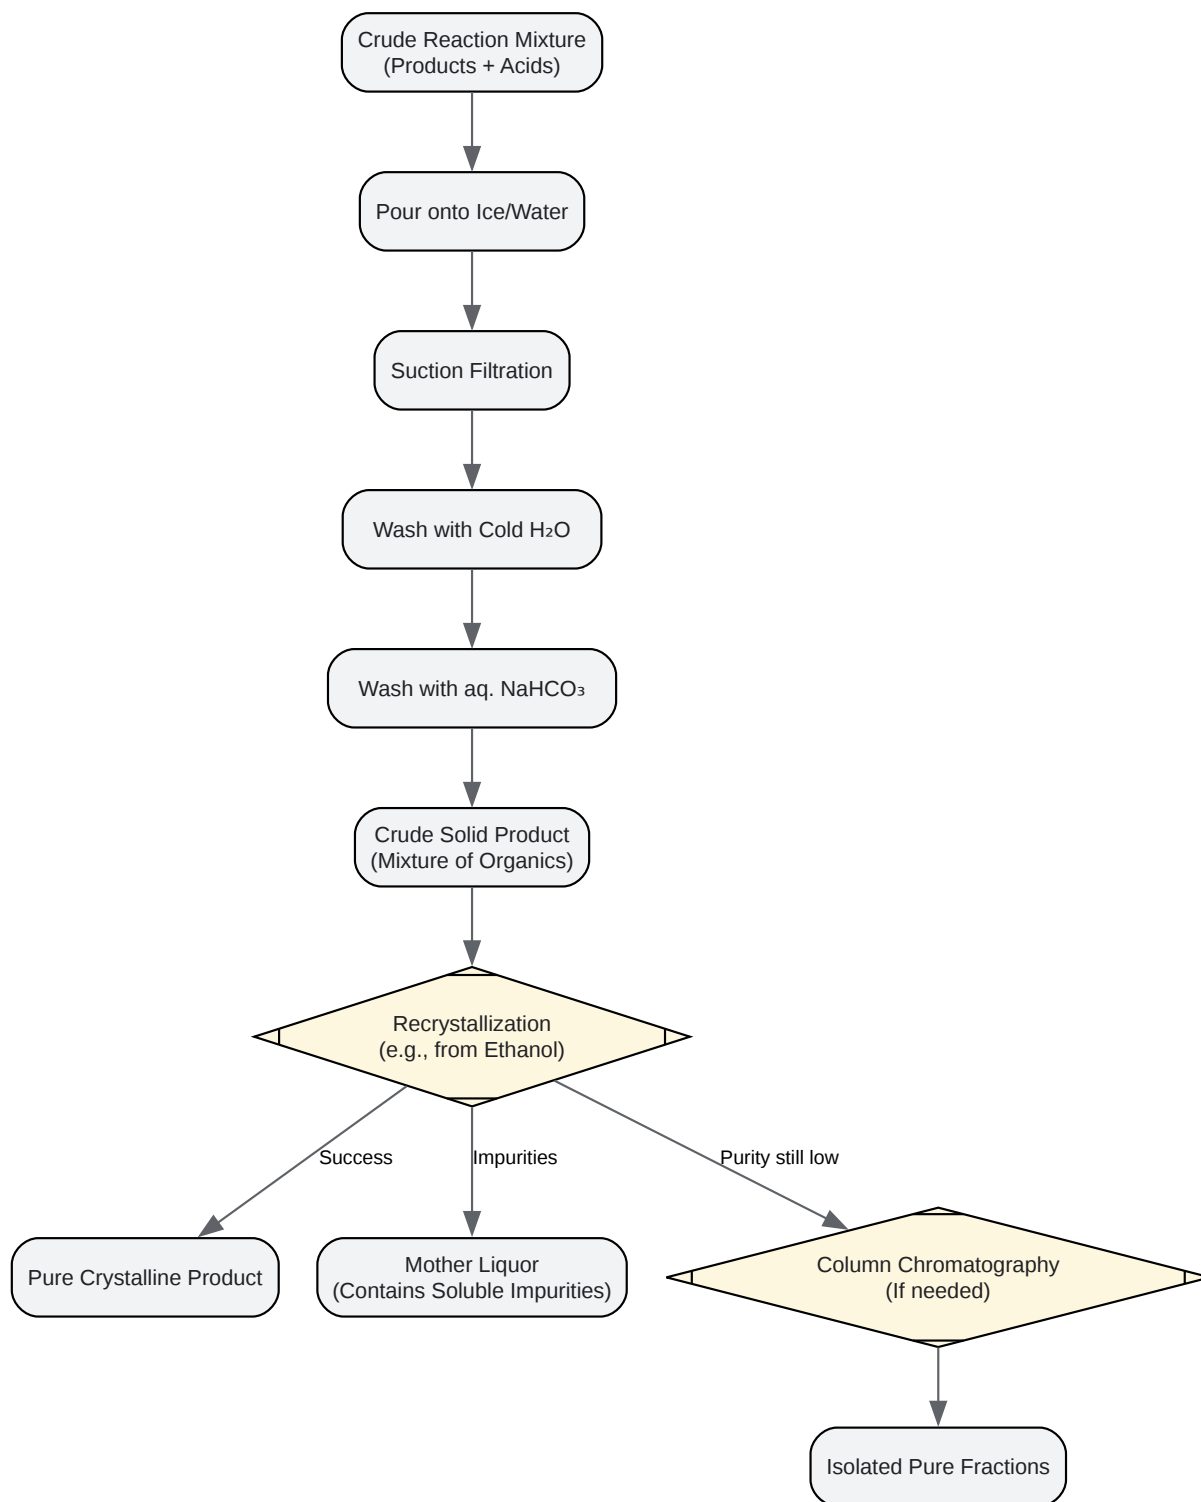 Crude Reaction Mixture
(Products + Acids)
Pour onto Ice/Water
Suction Filtration
Wash with Cold H₂O
Wash with aq. NaHCO₃
Crude Solid Product
(Mixture of Organics)
Recrystallization
(e.g., from Ethanol)
Success
Impurities
Purity still low
Pure Crystalline Product
Mother Liquor
(Contains Soluble Impurities)
Column Chromatography
(If needed)
Isolated Pure Fractions